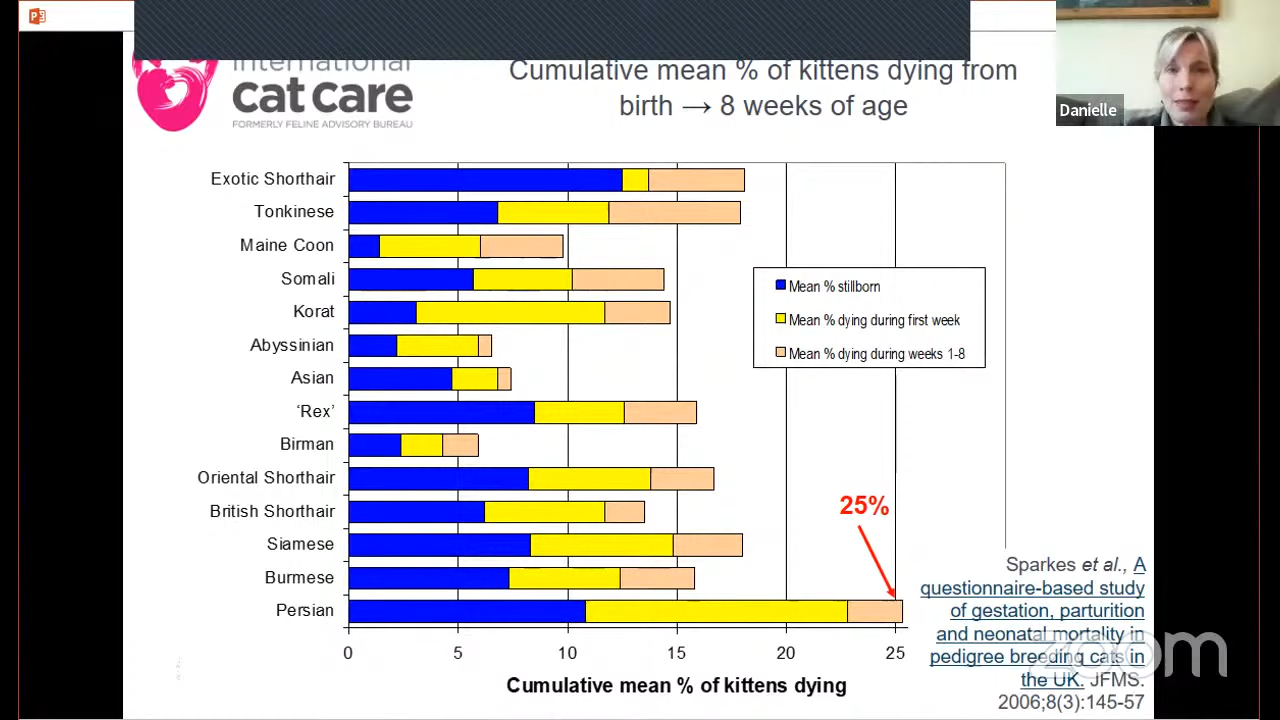 international
cat care
FORMERLY FELINE ADVISORY BUREAU
Cumulative mean % of kittens dying from
birth → 8 weeks of age
Danielle
Exotic Shorthair
Tonkinese
Maine Coon
Somali
Korat
Abyssinian
Asian
‘Rex’
Birman
Oriental Shorthair
British Shorthair
Siamese
Burmese
Persian
Mean % stillborn
Mean % dying during first week
Mean % dying during weeks 1-8
25%
0 5 10 15 20 25
Cumulative mean % of kittens dying
Sparkes et al., A
questionnaire-based study
of gestation, parturition
and neonatal mortality in
pedigree breeding cats in
the UK. JFMS.
2006;8(3):145-57
zoom